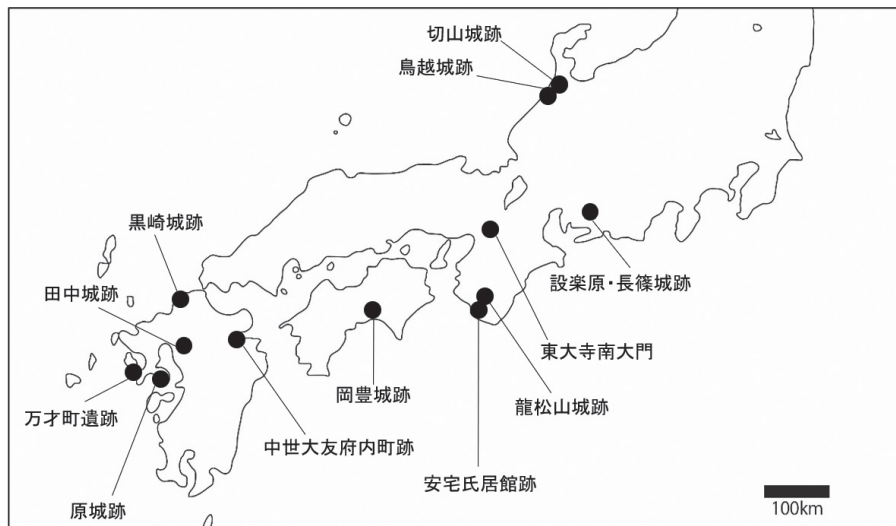 切山城跡
鳥越城跡
黒崎城跡
田中城跡
設楽原・長篠城跡
東大寺南大門
岡豊城跡
龍松山城跡
万才町遺跡
中世大友府内町跡
安宅氏居館跡
原城跡
100km